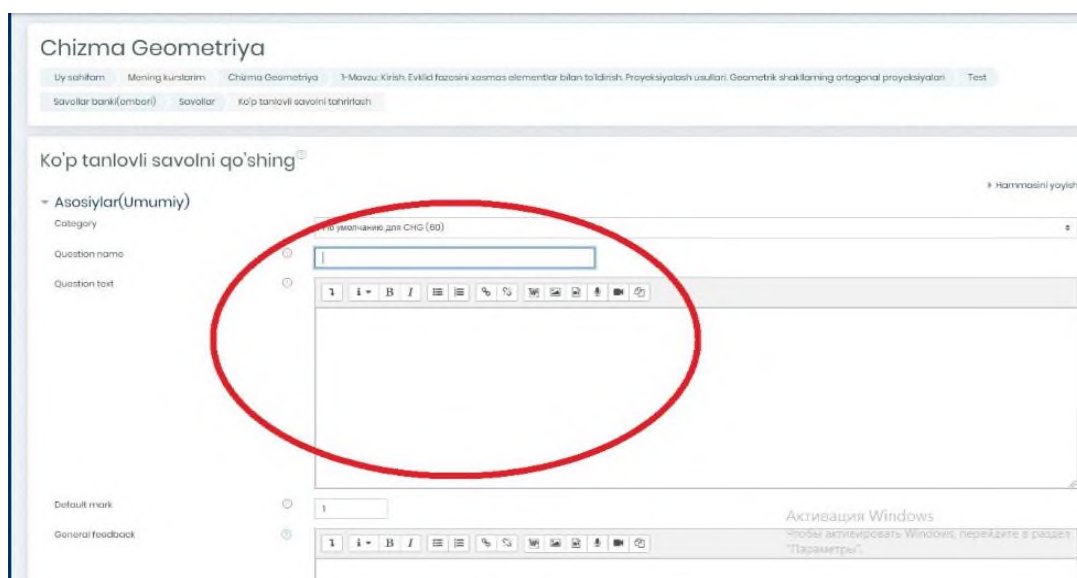 Chizma Geometriya
Uy sahifam Mening kurslarim Chizma Geometriya 1-Mavzu: Kirish. Evklid fazosini xosmas elementlar bilan to'ldirish. Proyeksiyalash usullari. Geometrik shakllarning ortogonal proyeksiyalari Test
Savollar banki(ombori) Savollar Ko'p tanlovli savolni tahrirlash
Ko'p tanlovli savolni qo'shing
Hammasini yoyish
Asosiylar(Umumiy)
Category По умолчанию для CHG (60)
Question name
Question text
B I
Default mark 1
General feedback
B I
Активация Windows
Чтобы активировать Windows, перейдите в раздел
"Параметры".